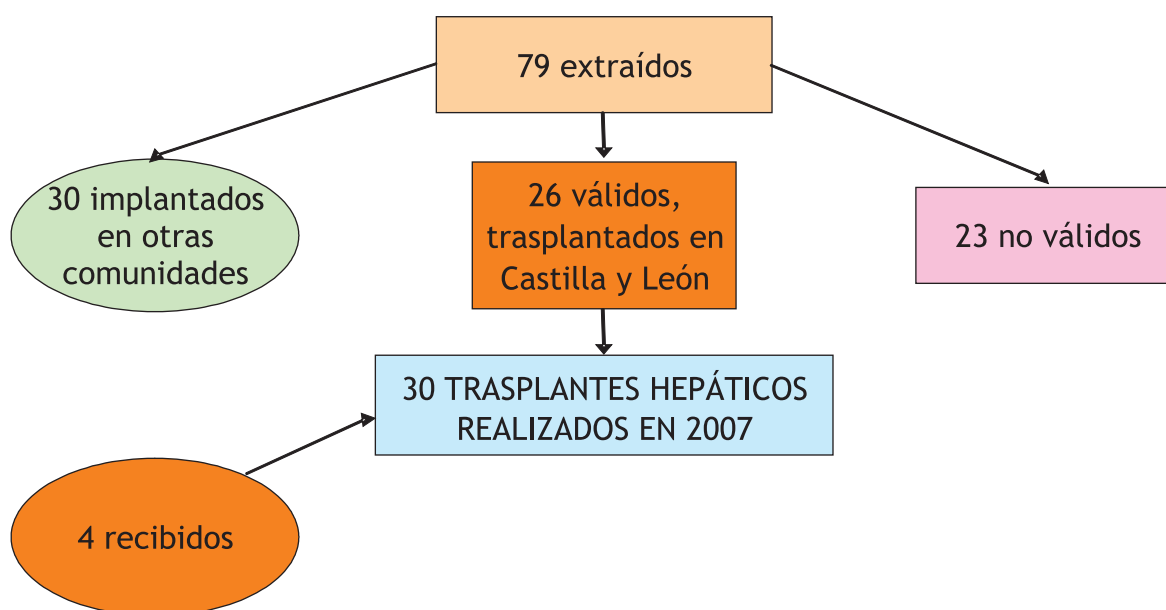 79 extraídos
30 implantados
en otras
comunidades
26 válidos,
trasplantados en
Castilla y León
23 no válidos
30 TRASPLANTES HEPÁTICOS
REALIZADOS EN 2007
4 recibidos